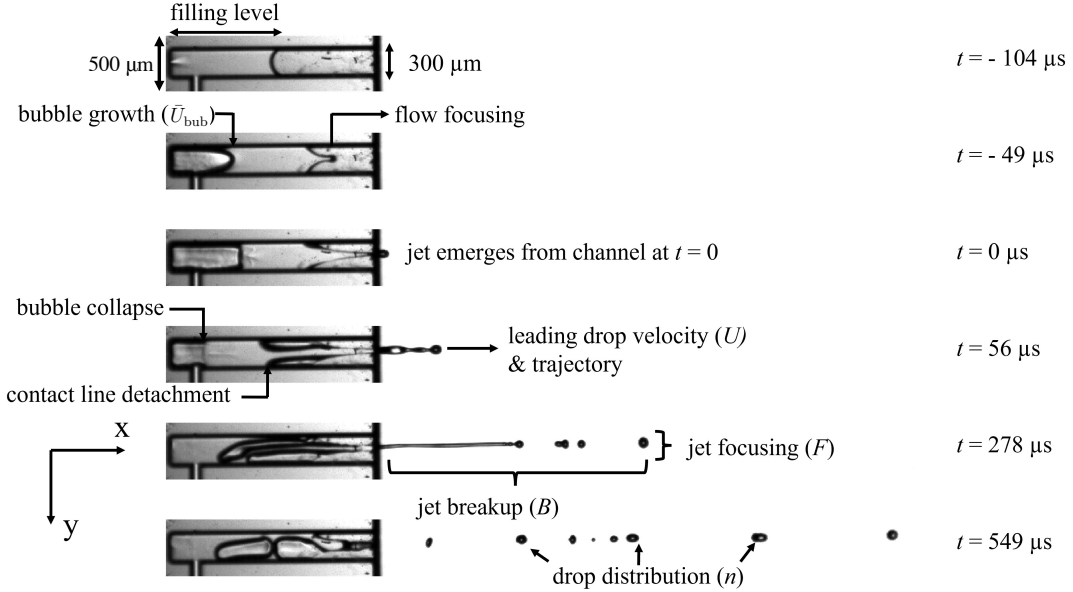 filling level
500 μm
300 μm
t = - 104 μs
bubble growth (Ūbub)
flow focusing
t = - 49 μs
jet emerges from channel at t = 0
t = 0 μs
bubble collapse
leading drop velocity (U)
& trajectory
t = 56 μs
contact line detachment
x
y
jet focusing (F)
t = 278 μs
jet breakup (B)
drop distribution (n)
t = 549 μs